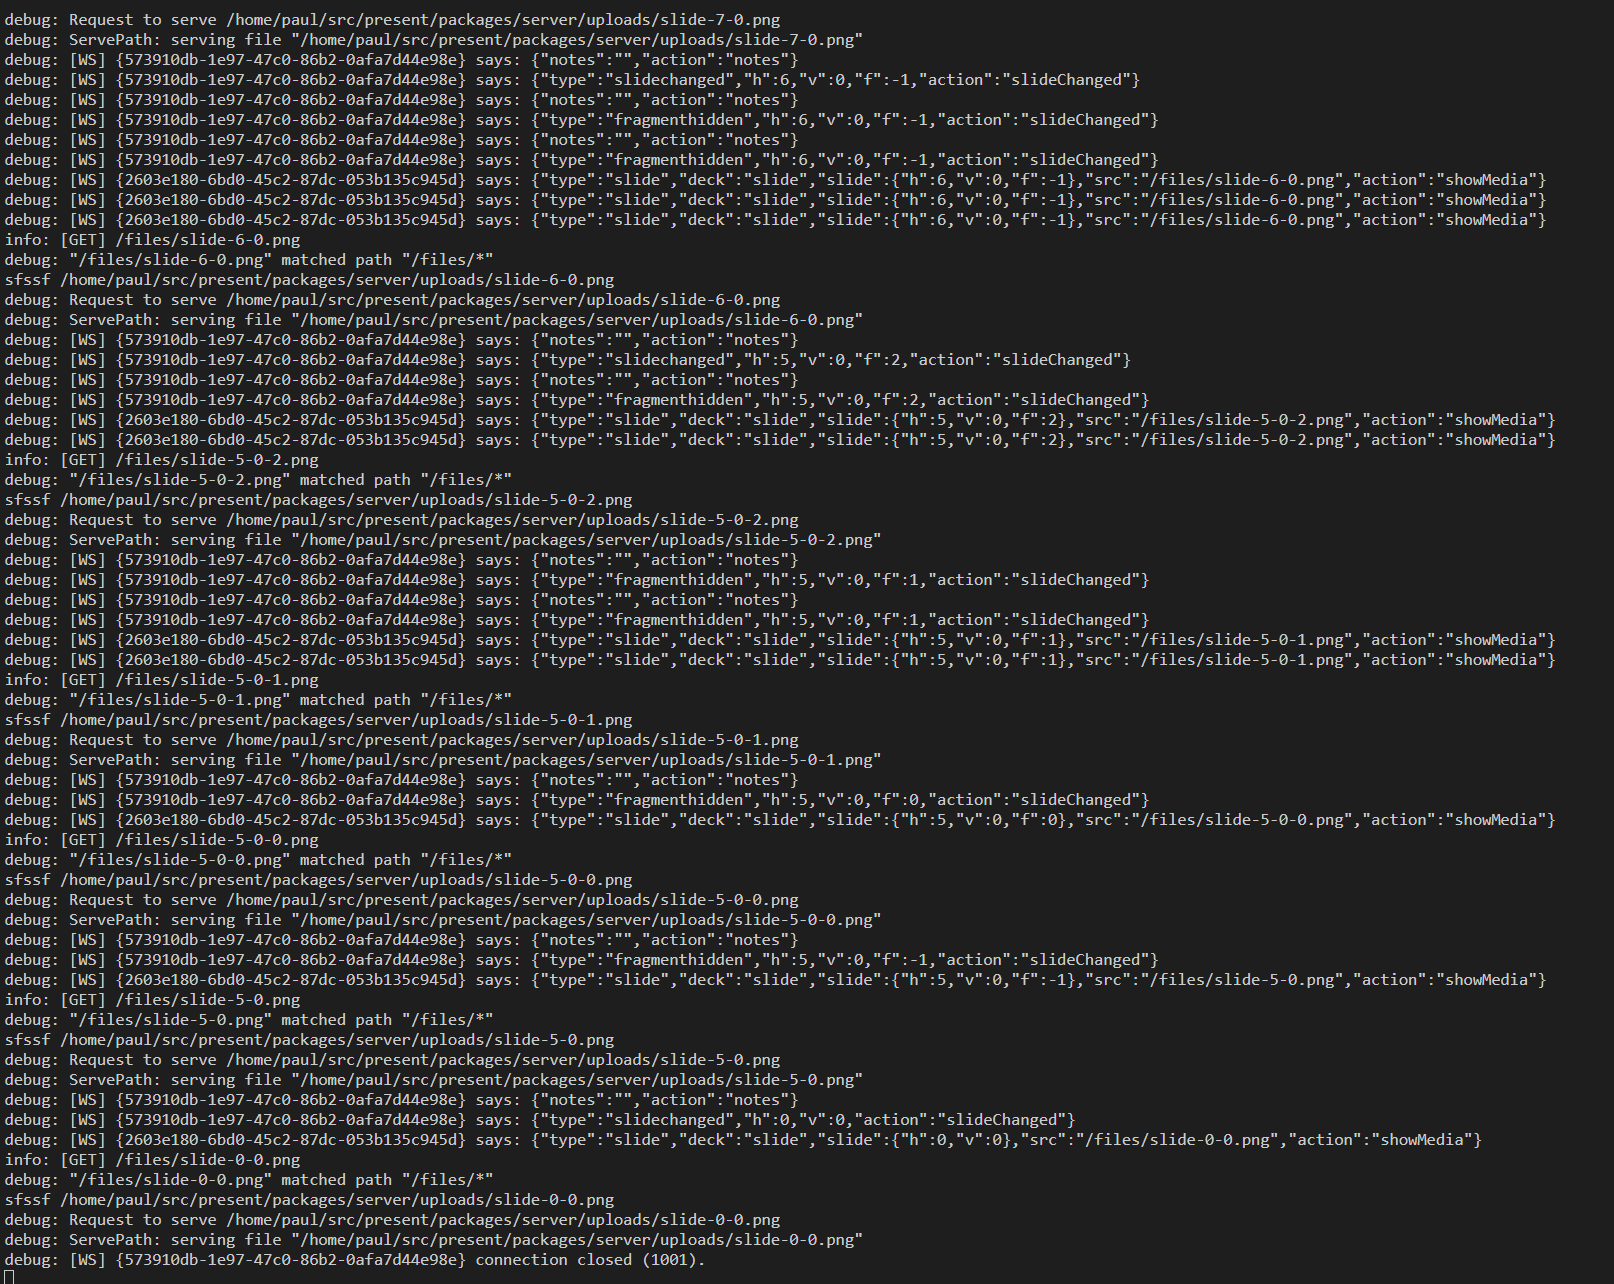 debug: Request to serve /home/paul/src/present/packages/server/uploads/slide-7-0.png
debug: ServePath: serving file "/home/paul/src/present/packages/server/uploads/slide-7-0.png"
debug: [WS] {573910db-1e97-47c0-86b2-0afa7d44e98e} says: {"notes":"","action":"notes"}
debug: [WS] {573910db-1e97-47c0-86b2-0afa7d44e98e} says: {"type":"slidechanged","h":6,"v":0,"f":-1,"action":"slideChanged"}
debug: [WS] {573910db-1e97-47c0-86b2-0afa7d44e98e} says: {"notes":"","action":"notes"}
debug: [WS] {573910db-1e97-47c0-86b2-0afa7d44e98e} says: {"type":"fragmenthidden","h":6,"v":0,"f":-1,"action":"slideChanged"}
debug: [WS] {573910db-1e97-47c0-86b2-0afa7d44e98e} says: {"notes":"","action":"notes"}
debug: [WS] {573910db-1e97-47c0-86b2-0afa7d44e98e} says: {"type":"fragmenthidden","h":6,"v":0,"f":-1,"action":"slideChanged"}
debug: [WS] {2603e180-6bd0-45c2-87dc-053b135c945d} says: {"type":"slide","deck":"slide","slide":{"h":6,"v":0,"f":-1},"src":"/files/slide-6-0.png","action":"showMedia"}
debug: [WS] {2603e180-6bd0-45c2-87dc-053b135c945d} says: {"type":"slide","deck":"slide","slide":{"h":6,"v":0,"f":-1},"src":"/files/slide-6-0.png","action":"showMedia"}
debug: [WS] {2603e180-6bd0-45c2-87dc-053b135c945d} says: {"type":"slide","deck":"slide","slide":{"h":6,"v":0,"f":-1},"src":"/files/slide-6-0.png","action":"showMedia"}
info: [GET] /files/slide-6-0.png
debug: "/files/slide-6-0.png" matched path "/files/*"
sfssf /home/paul/src/present/packages/server/uploads/slide-6-0.png
debug: Request to serve /home/paul/src/present/packages/server/uploads/slide-6-0.png
debug: ServePath: serving file "/home/paul/src/present/packages/server/uploads/slide-6-0.png"
debug: [WS] {573910db-1e97-47c0-86b2-0afa7d44e98e} says: {"notes":"","action":"notes"}
debug: [WS] {573910db-1e97-47c0-86b2-0afa7d44e98e} says: {"type":"slidechanged","h":5,"v":0,"f":2,"action":"slideChanged"}
debug: [WS] {573910db-1e97-47c0-86b2-0afa7d44e98e} says: {"notes":"","action":"notes"}
debug: [WS] {573910db-1e97-47c0-86b2-0afa7d44e98e} says: {"type":"fragmenthidden","h":5,"v":0,"f":2,"action":"slideChanged"}
debug: [WS] {2603e180-6bd0-45c2-87dc-053b135c945d} says: {"type":"slide","deck":"slide","slide":{"h":5,"v":0,"f":2},"src":"/files/slide-5-0-2.png","action":"showMedia"}
debug: [WS] {2603e180-6bd0-45c2-87dc-053b135c945d} says: {"type":"slide","deck":"slide","slide":{"h":5,"v":0,"f":2},"src":"/files/slide-5-0-2.png","action":"showMedia"}
info: [GET] /files/slide-5-0-2.png
debug: "/files/slide-5-0-2.png" matched path "/files/*"
sfssf /home/paul/src/present/packages/server/uploads/slide-5-0-2.png
debug: Request to serve /home/paul/src/present/packages/server/uploads/slide-5-0-2.png
debug: ServePath: serving file "/home/paul/src/present/packages/server/uploads/slide-5-0-2.png"
debug: [WS] {573910db-1e97-47c0-86b2-0afa7d44e98e} says: {"notes":"","action":"notes"}
debug: [WS] {573910db-1e97-47c0-86b2-0afa7d44e98e} says: {"type":"fragmenthidden","h":5,"v":0,"f":1,"action":"slideChanged"}
debug: [WS] {573910db-1e97-47c0-86b2-0afa7d44e98e} says: {"notes":"","action":"notes"}
debug: [WS] {573910db-1e97-47c0-86b2-0afa7d44e98e} says: {"type":"fragmenthidden","h":5,"v":0,"f":1,"action":"slideChanged"}
debug: [WS] {2603e180-6bd0-45c2-87dc-053b135c945d} says: {"type":"slide","deck":"slide","slide":{"h":5,"v":0,"f":1},"src":"/files/slide-5-0-1.png","action":"showMedia"}
debug: [WS] {2603e180-6bd0-45c2-87dc-053b135c945d} says: {"type":"slide","deck":"slide","slide":{"h":5,"v":0,"f":1},"src":"/files/slide-5-0-1.png","action":"showMedia"}
info: [GET] /files/slide-5-0-1.png
debug: "/files/slide-5-0-1.png" matched path "/files/*"
sfssf /home/paul/src/present/packages/server/uploads/slide-5-0-1.png
debug: Request to serve /home/paul/src/present/packages/server/uploads/slide-5-0-1.png
debug: ServePath: serving file "/home/paul/src/present/packages/server/uploads/slide-5-0-1.png"
debug: [WS] {573910db-1e97-47c0-86b2-0afa7d44e98e} says: {"notes":"","action":"notes"}
debug: [WS] {573910db-1e97-47c0-86b2-0afa7d44e98e} says: {"type":"fragmenthidden","h":5,"v":0,"f":0,"action":"slideChanged"}
debug: [WS] {2603e180-6bd0-45c2-87dc-053b135c945d} says: {"type":"slide","deck":"slide","slide":{"h":5,"v":0,"f":0},"src":"/files/slide-5-0-0.png","action":"showMedia"}
info: [GET] /files/slide-5-0-0.png
debug: "/files/slide-5-0-0.png" matched path "/files/*"
sfssf /home/paul/src/present/packages/server/uploads/slide-5-0-0.png
debug: Request to serve /home/paul/src/present/packages/server/uploads/slide-5-0-0.png
debug: ServePath: serving file "/home/paul/src/present/packages/server/uploads/slide-5-0-0.png"
debug: [WS] {573910db-1e97-47c0-86b2-0afa7d44e98e} says: {"notes":"","action":"notes"}
debug: [WS] {573910db-1e97-47c0-86b2-0afa7d44e98e} says: {"type":"fragmenthidden","h":5,"v":0,"f":-1,"action":"slideChanged"}
debug: [WS] {2603e180-6bd0-45c2-87dc-053b135c945d} says: {"type":"slide","deck":"slide","slide":{"h":5,"v":0,"f":-1},"src":"/files/slide-5-0.png","action":"showMedia"}
info: [GET] /files/slide-5-0.png
debug: "/files/slide-5-0.png" matched path "/files/*"
sfssf /home/paul/src/present/packages/server/uploads/slide-5-0.png
debug: Request to serve /home/paul/src/present/packages/server/uploads/slide-5-0.png
debug: ServePath: serving file "/home/paul/src/present/packages/server/uploads/slide-5-0.png"
debug: [WS] {573910db-1e97-47c0-86b2-0afa7d44e98e} says: {"notes":"","action":"notes"}
debug: [WS] {573910db-1e97-47c0-86b2-0afa7d44e98e} says: {"type":"slidechanged","h":0,"v":0,"action":"slideChanged"}
debug: [WS] {2603e180-6bd0-45c2-87dc-053b135c945d} says: {"type":"slide","deck":"slide","slide":{"h":0,"v":0},"src":"/files/slide-0-0.png","action":"showMedia"}
info: [GET] /files/slide-0-0.png
debug: "/files/slide-0-0.png" matched path "/files/*"
sfssf /home/paul/src/present/packages/server/uploads/slide-0-0.png
debug: Request to serve /home/paul/src/present/packages/server/uploads/slide-0-0.png
debug: ServePath: serving file "/home/paul/src/present/packages/server/uploads/slide-0-0.png"
debug: [WS] {573910db-1e97-47c0-86b2-0afa7d44e98e} connection closed (1001).